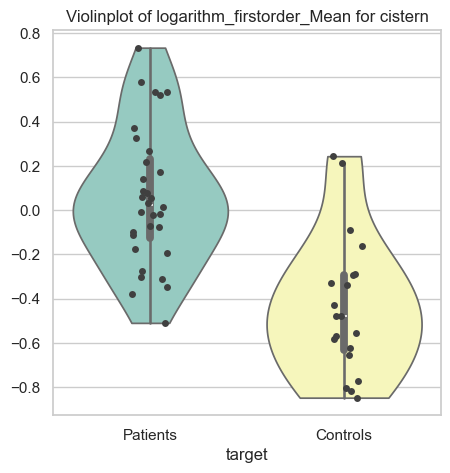 Violinplot of logarithm_firstorder_Mean for cistern
0.8
0.6
0.4
0.2
0.0
−0.2
−0.4
−0.6
−0.8
Patients
Controls
target